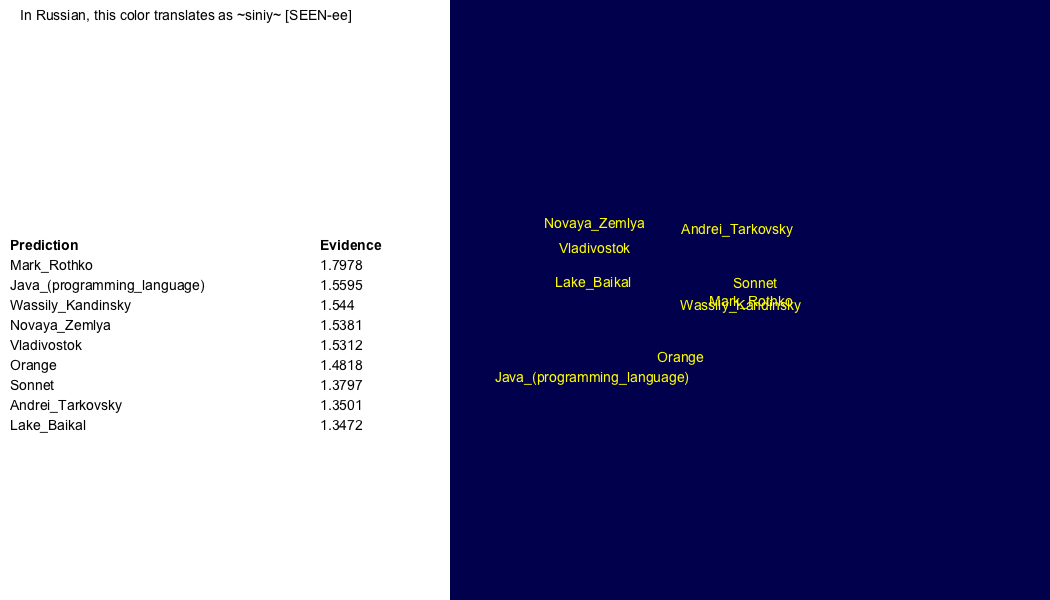 In Russian, this color translates as ~siniy~ [SEEN-ee]
Prediction Evidence
Mark_Rothko 1.7978
Java_(programming_language) 1.5595
Wassily_Kandinsky 1.544
Novaya_Zemlya 1.5381
Vladivostok 1.5312
Orange 1.4818
Sonnet 1.3797
Andrei_Tarkovsky 1.3501
Lake_Baikal 1.3472
Novaya_Zemlya
Andrei_Tarkovsky
Vladivostok
Lake_Baikal
Sonnet
Mark_Rothko
Wassily_Kandinsky
Orange
Java_(programming_language)